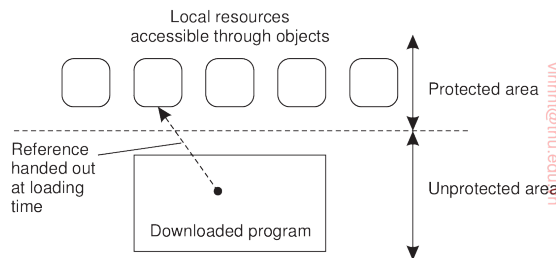 Local resources
accessible through objects
Protected area
Reference
handed out
at loading
time
Unprotected area
Downloaded program